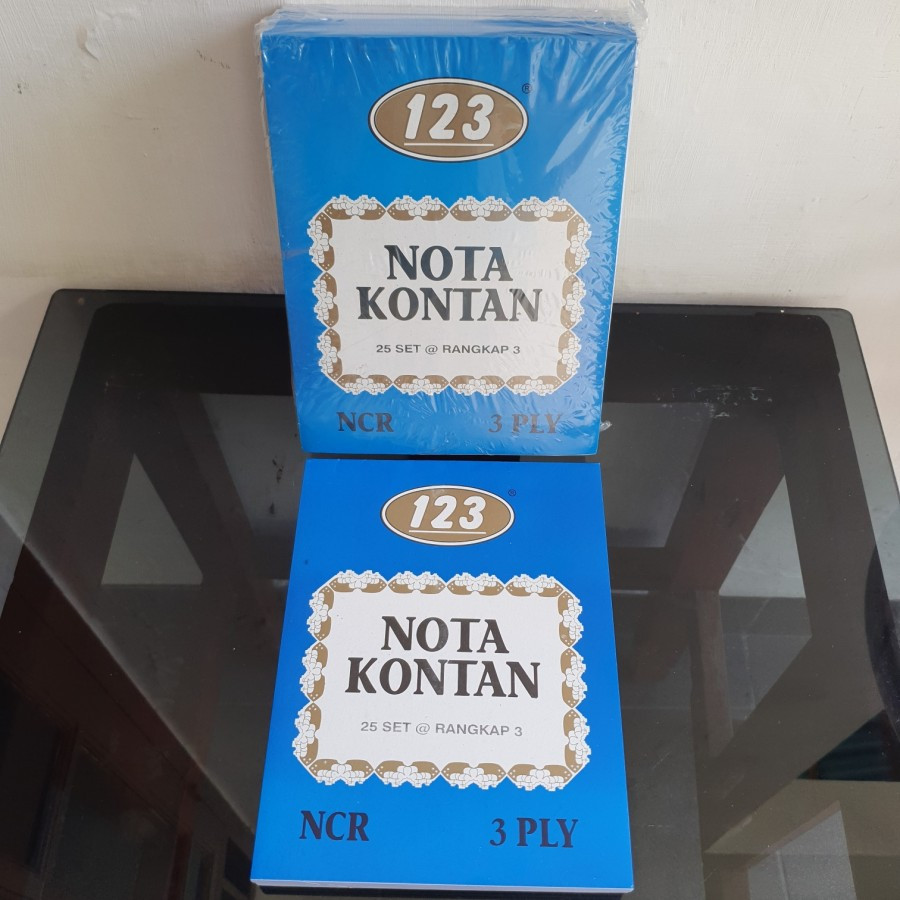 123
®
NOTA
KONTAN
25 SET @ RANGKAP 3
NCR 3 PLY
123
®
NOTA
KONTAN
25 SET @ RANGKAP 3
NCR 3 PLY